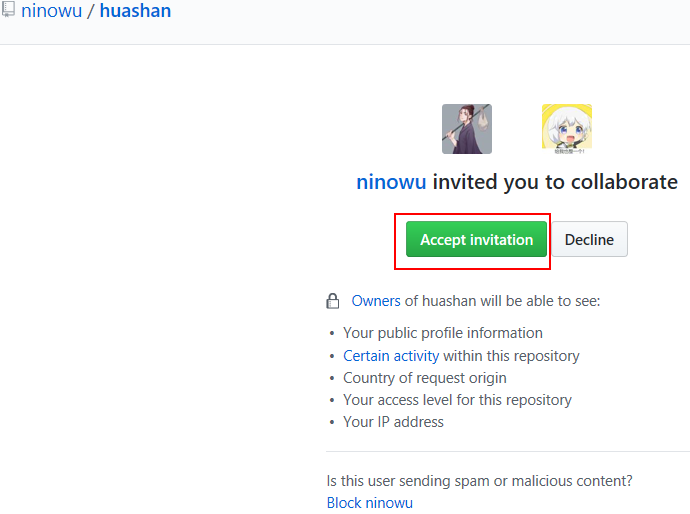 ninowu / huashan
ninowu invited you to collaborate
Accept invitation Decline
Owners of huashan will be able to see:
• Your public profile information
• Certain activity within this repository
• Country of request origin
• Your access level for this repository
• Your IP address
Is this user sending spam or malicious content?
Block ninowu